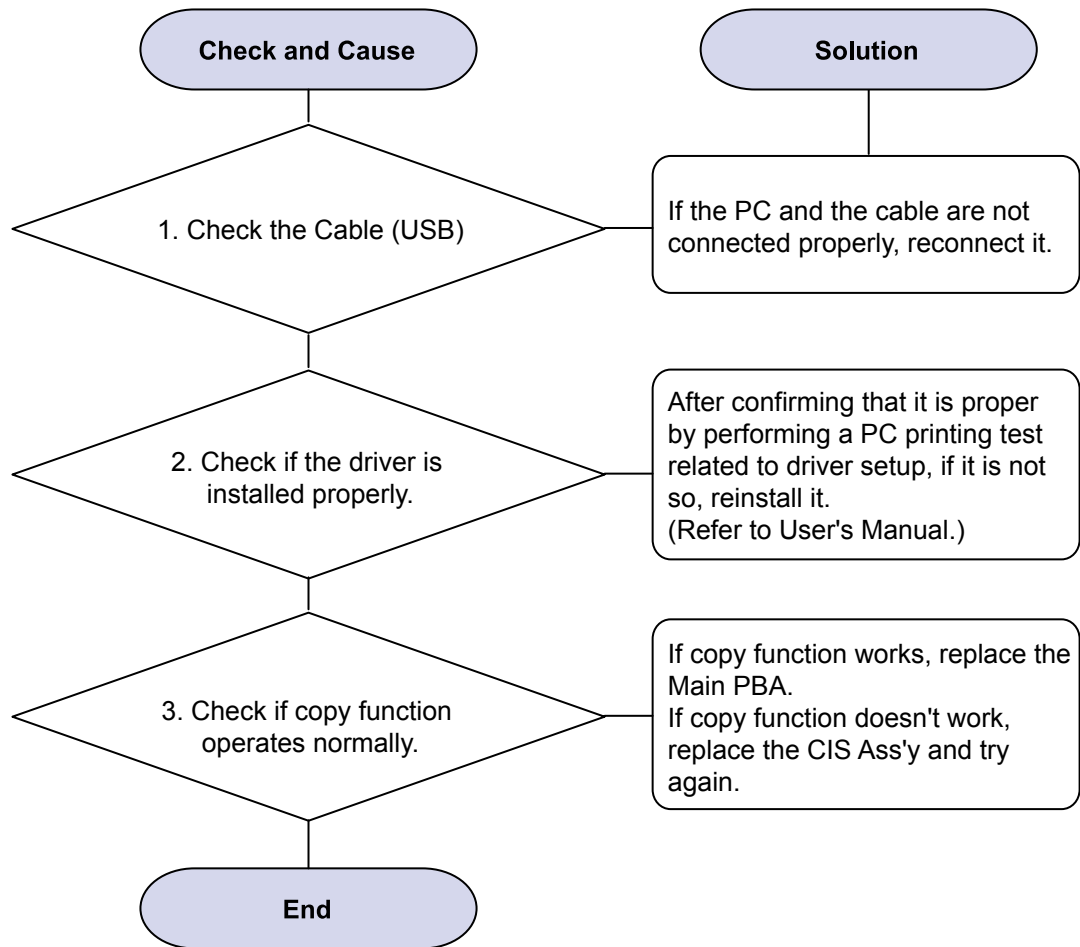 Check and Cause
Solution
1. Check the Cable (USB)
If the PC and the cable are not
connected properly, reconnect it.
2. Check if the driver is
installed properly.
After confirming that it is proper
by performing a PC printing test
related to driver setup, if it is not
so, reinstall it.
(Refer to User's Manual.)
3. Check if copy function
operates normally.
If copy function works, replace the
Main PBA.
If copy function doesn't work,
replace the CIS Ass'y and try
again.
End